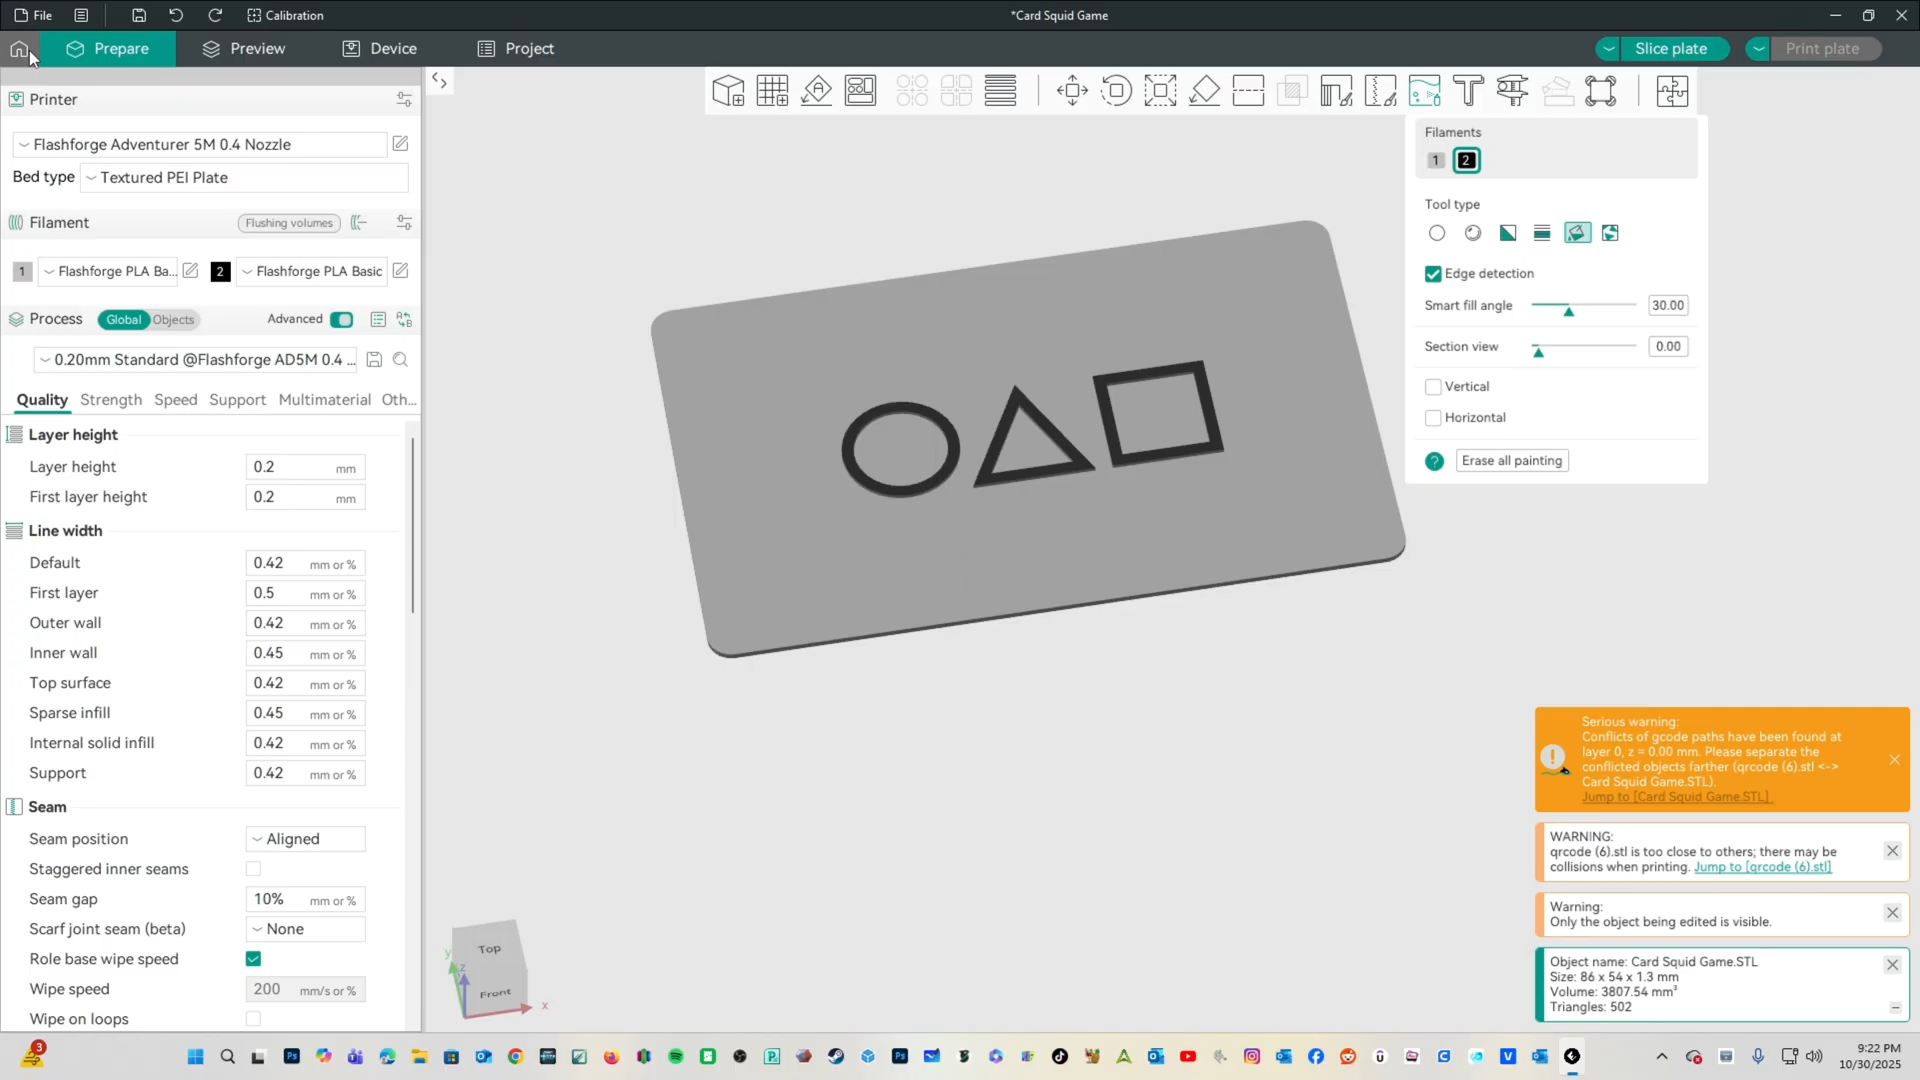 File
Calibration
*Card Squid Game
Prepare
Preview
Device
Project
Slice plate
Print plate
Printer
Flashforge Adventurer 5M 0.4 Nozzle
Bed type
Textured PEI Plate
Filament
Flushing volumes
1
Flashforge PLA Ba...
2
Flashforge PLA Basic
Process
Global
Objects
Advanced
0.20mm Standard @Flashforge AD5M 0.4 ...
Quality
Strength
Speed
Support
Multimaterial
Oth...
Layer height
Layer height
0.2 mm
First layer height
0.2 mm
Line width
Default
0.42 mm or %
First layer
0.5 mm or %
Outer wall
0.42 mm or %
Inner wall
0.45 mm or %
Top surface
0.42 mm or %
Sparse infill
0.45 mm or %
Internal solid infill
0.42 mm or %
Support
0.42 mm or %
Seam
Seam position
Aligned
Staggered inner seams
Seam gap
10% mm or %
Scarf joint seam (beta)
None
Role base wipe speed
Wipe speed
200 mm/s or %
Wipe on loops
Filaments
1
2
Tool type
Edge detection
Smart fill angle
30.00
Section view
0.00
Vertical
Horizontal
?
Erase all painting
Top
Front
x
y
z
Serious warning:
Conflicts of gcode paths have been found at
layer 0, z = 0.00 mm. Please separate the
conflicted objects farther (qrcode (6).stl <->
Card Squid Game.STL).
Jump to [Card Squid Game.STL]
WARNING:
qrcode (6).stl is too close to others; there may be
collisions when printing. Jump to [qrcode (6).stl]
Warning:
Only the object being edited is visible.
Object name: Card Squid Game.STL
Size: 86 x 54 x 1.3 mm
Volume: 3807.54 mm³
Triangles: 502
3
9:22 PM
10/30/2025